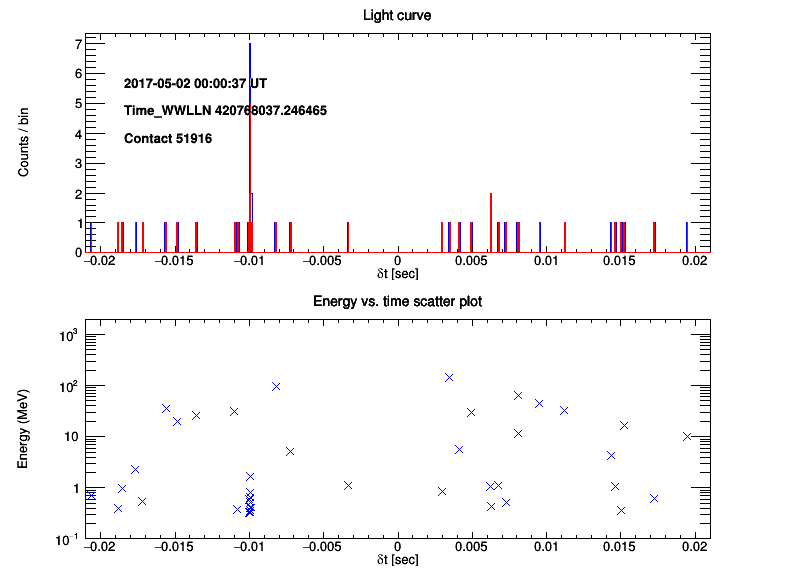 Light curve
7
6
5
4
3
2
1
0
Counts / bin
2017-05-02 00:00:37 UT
Time_WWLLN 420768037.246465
Contact 51916
−0.02 −0.015 −0.01 −0.005 0 0.005 0.01 0.015 0.02
δt [sec]
Energy vs. time scatter plot
10³
10²
10
1
10⁻¹
Energy (MeV)
−0.02 −0.015 −0.01 −0.005 0 0.005 0.01 0.015 0.02
δt [sec]